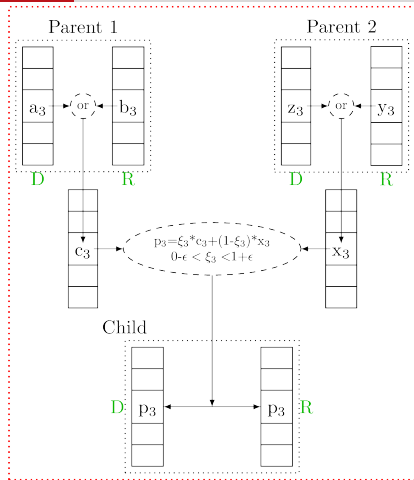 Parent 1
Parent 2
a₃ or b₃
z₃ or y₃
D R
D R
c₃
p₃=ξ₃*c₃+(1-ξ₃)*x₃
0-ϵ < ξ₃ <1+ϵ
x₃
Child
D p₃ p₃ R